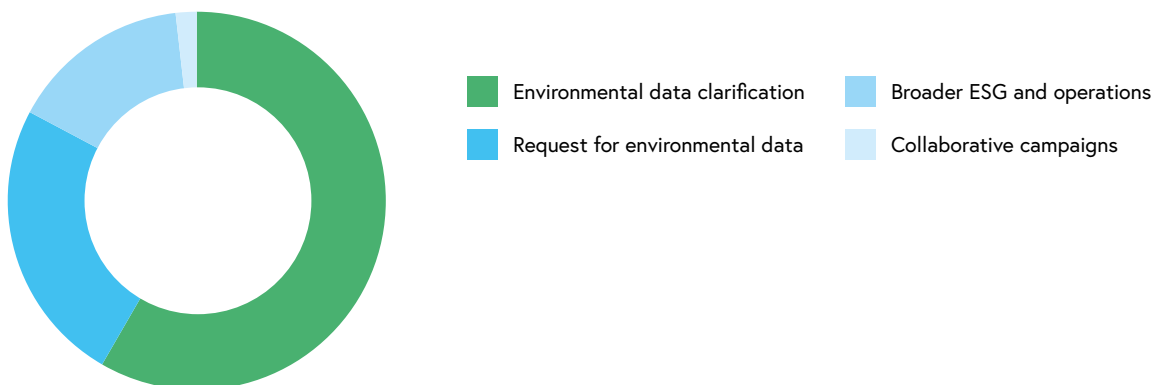 Environmental data clarification
Broader ESG and operations
Request for environmental data
Collaborative campaigns